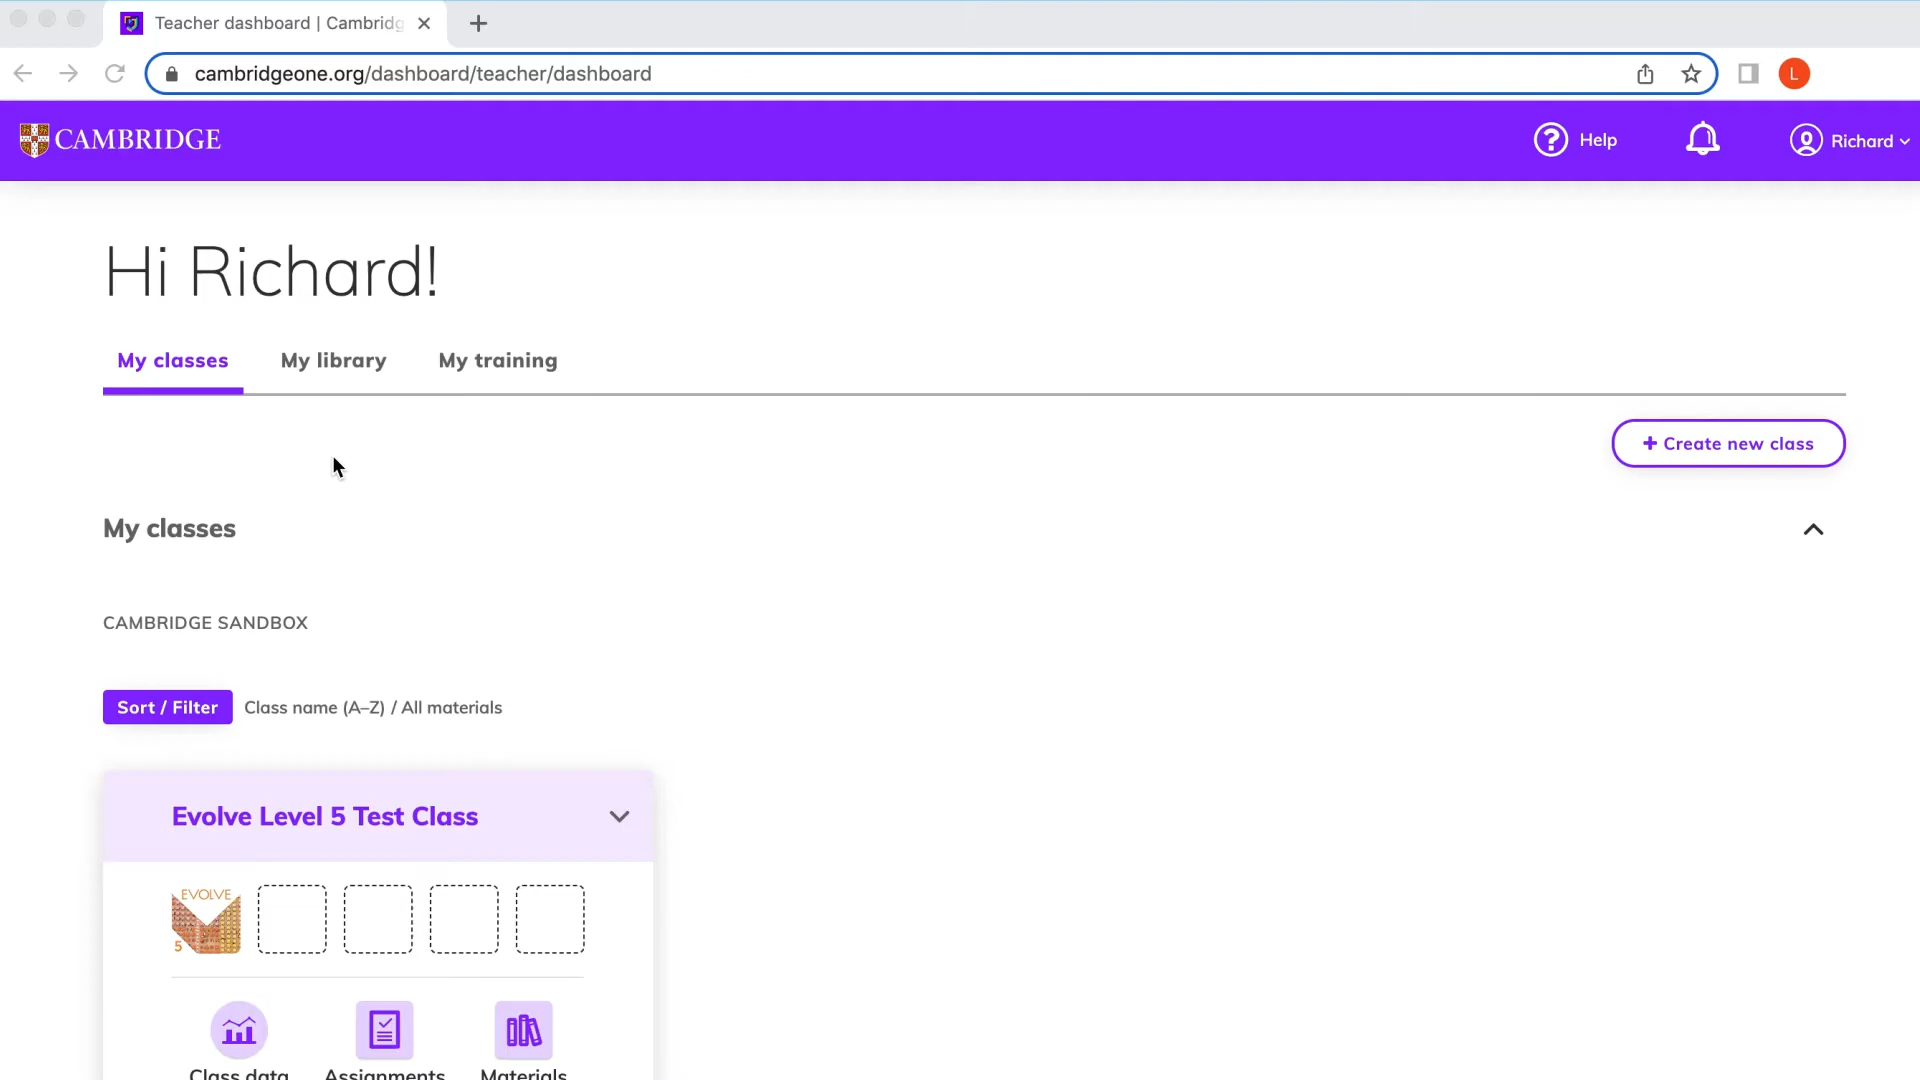 Teacher dashboard | Cambridg
cambridgeone.org/dashboard/teacher/dashboard
L
CAMBRIDGE
Help
Richard
Hi Richard!
My classes
My library
My training
+ Create new class
My classes
CAMBRIDGE SANDBOX
Sort / Filter
Class name (A–Z) / All materials
Evolve Level 5 Test Class
EVOLVE
5
Class data
Assignments
Materials